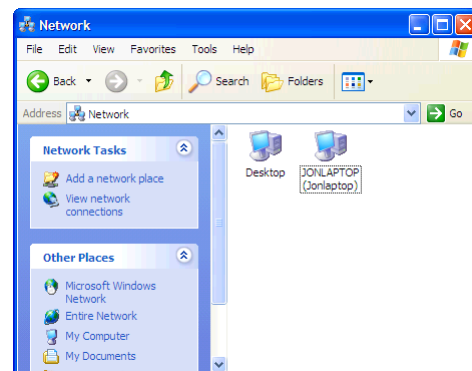 Network
File Edit View Favorites Tools Help
Back Search Folders
Address Network Go
Network Tasks
Add a network place
View network
connections
Other Places
Microsoft Windows
Network
Entire Network
My Computer
My Documents
Desktop
JONLAPTOP
(Jonlaptop)